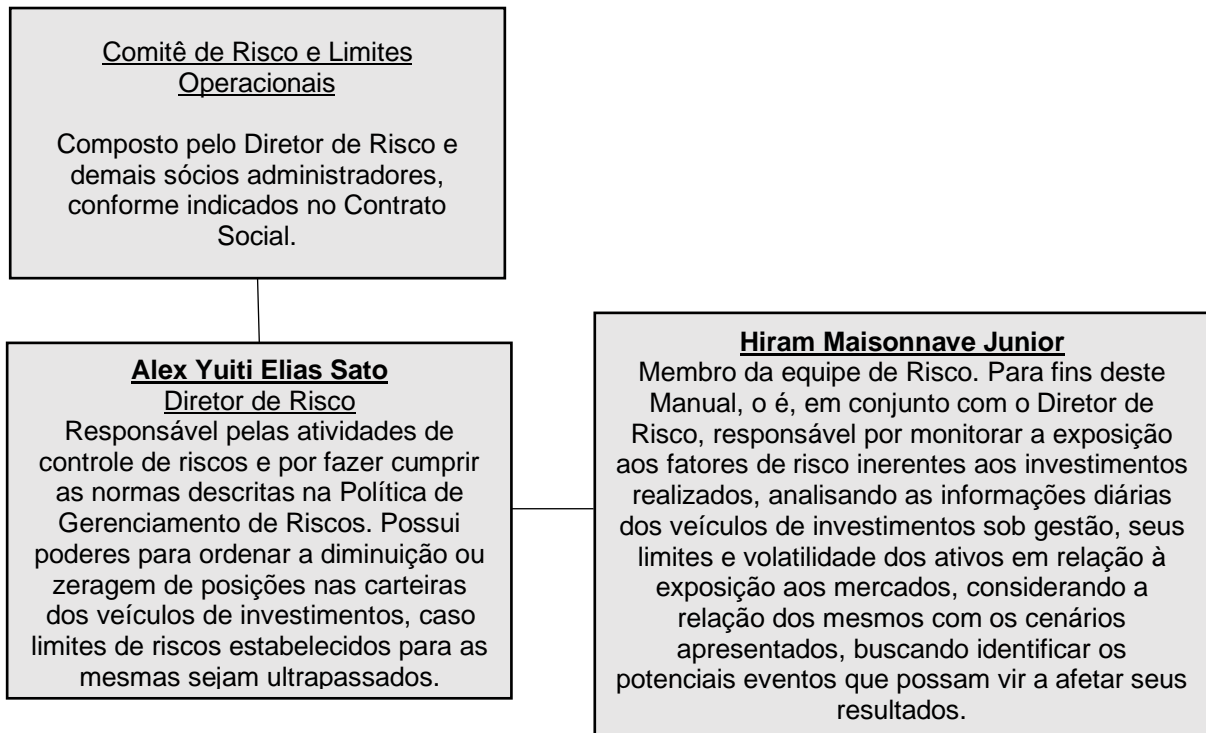 Comitê de Risco e Limites
Operacionais
Composto pelo Diretor de Risco e
demais sócios administradores,
conforme indicados no Contrato
Social.
Alex Yuiti Elias Sato
Diretor de Risco
Responsável pelas atividades de
controle de riscos e por fazer cumprir
as normas descritas na Política de
Gerenciamento de Riscos. Possui
poderes para ordenar a diminuição ou
zeragem de posições nas carteiras
dos veículos de investimentos, caso
limites de riscos estabelecidos para as
mesmas sejam ultrapassados.
Hiram Maisonnave Junior
Membro da equipe de Risco. Para fins deste
Manual, o é, em conjunto com o Diretor de
Risco, responsável por monitorar a exposição
aos fatores de risco inerentes aos investimentos
realizados, analisando as informações diárias
dos veículos de investimentos sob gestão, seus
limites e volatilidade dos ativos em relação à
exposição aos mercados, considerando a
relação dos mesmos com os cenários
apresentados, buscando identificar os
potenciais eventos que possam vir a afetar seus
resultados.